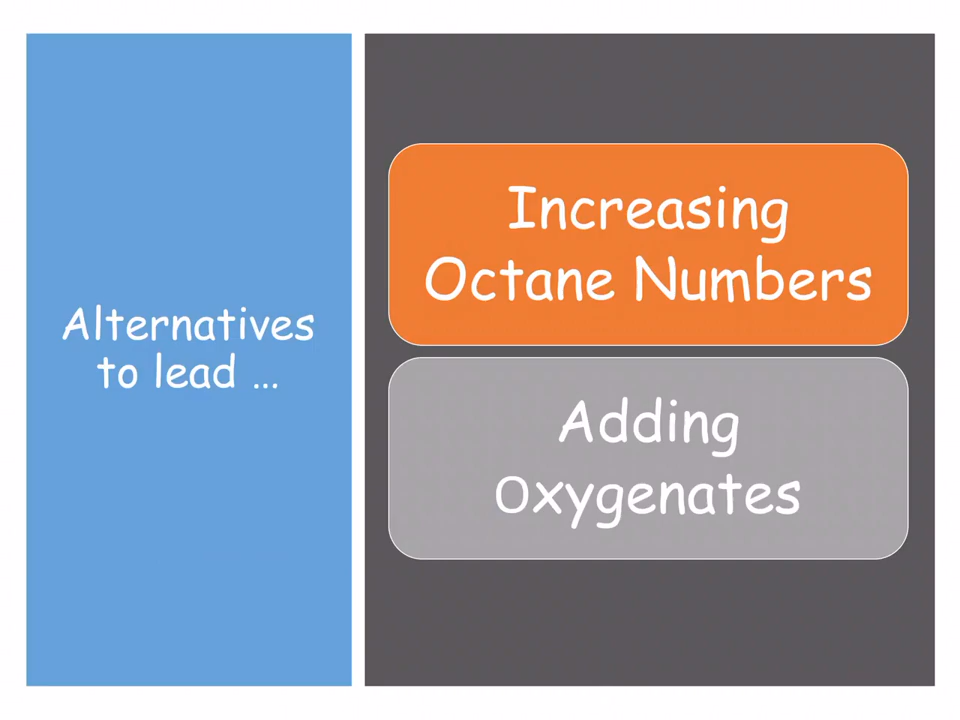 Alternatives
to lead ...
Increasing
Octane Numbers
Adding
Oxygenates